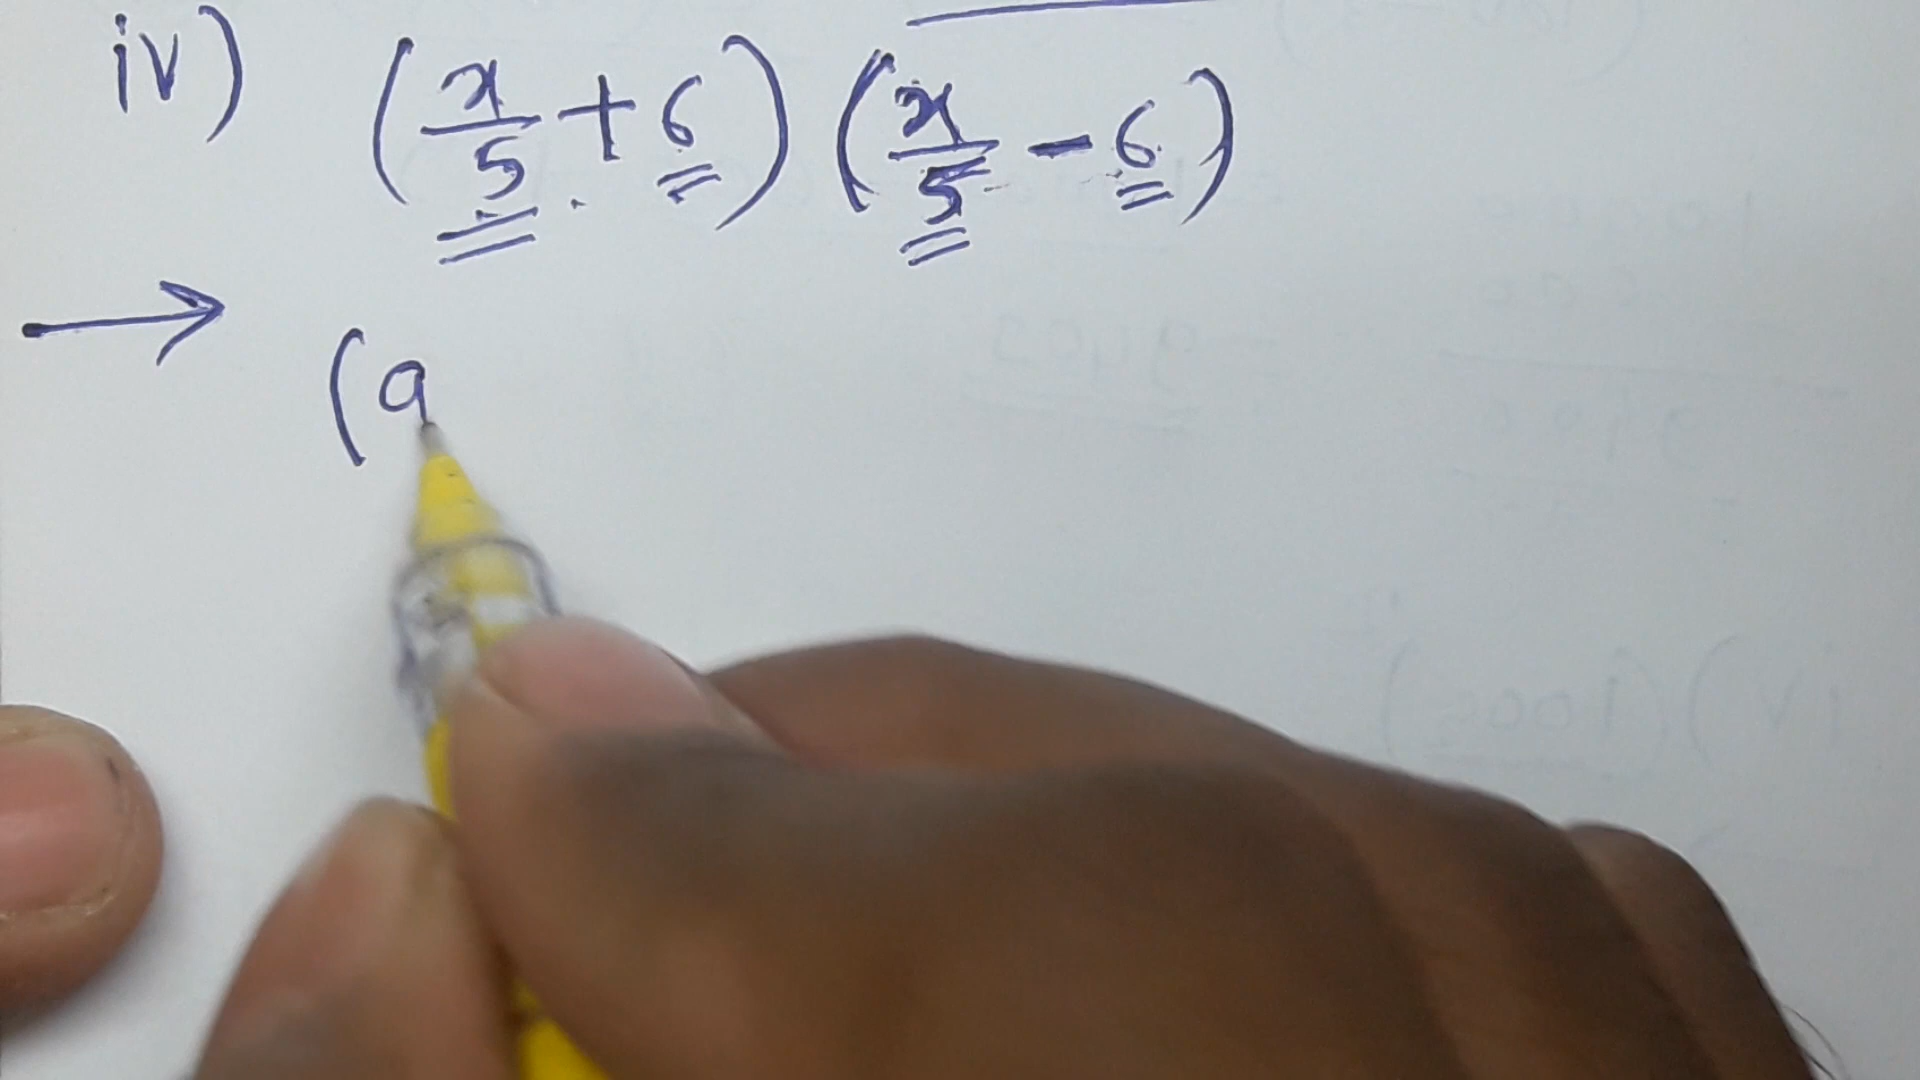 iv) (x/5 + 6) (x/5 - 6)
→ (a